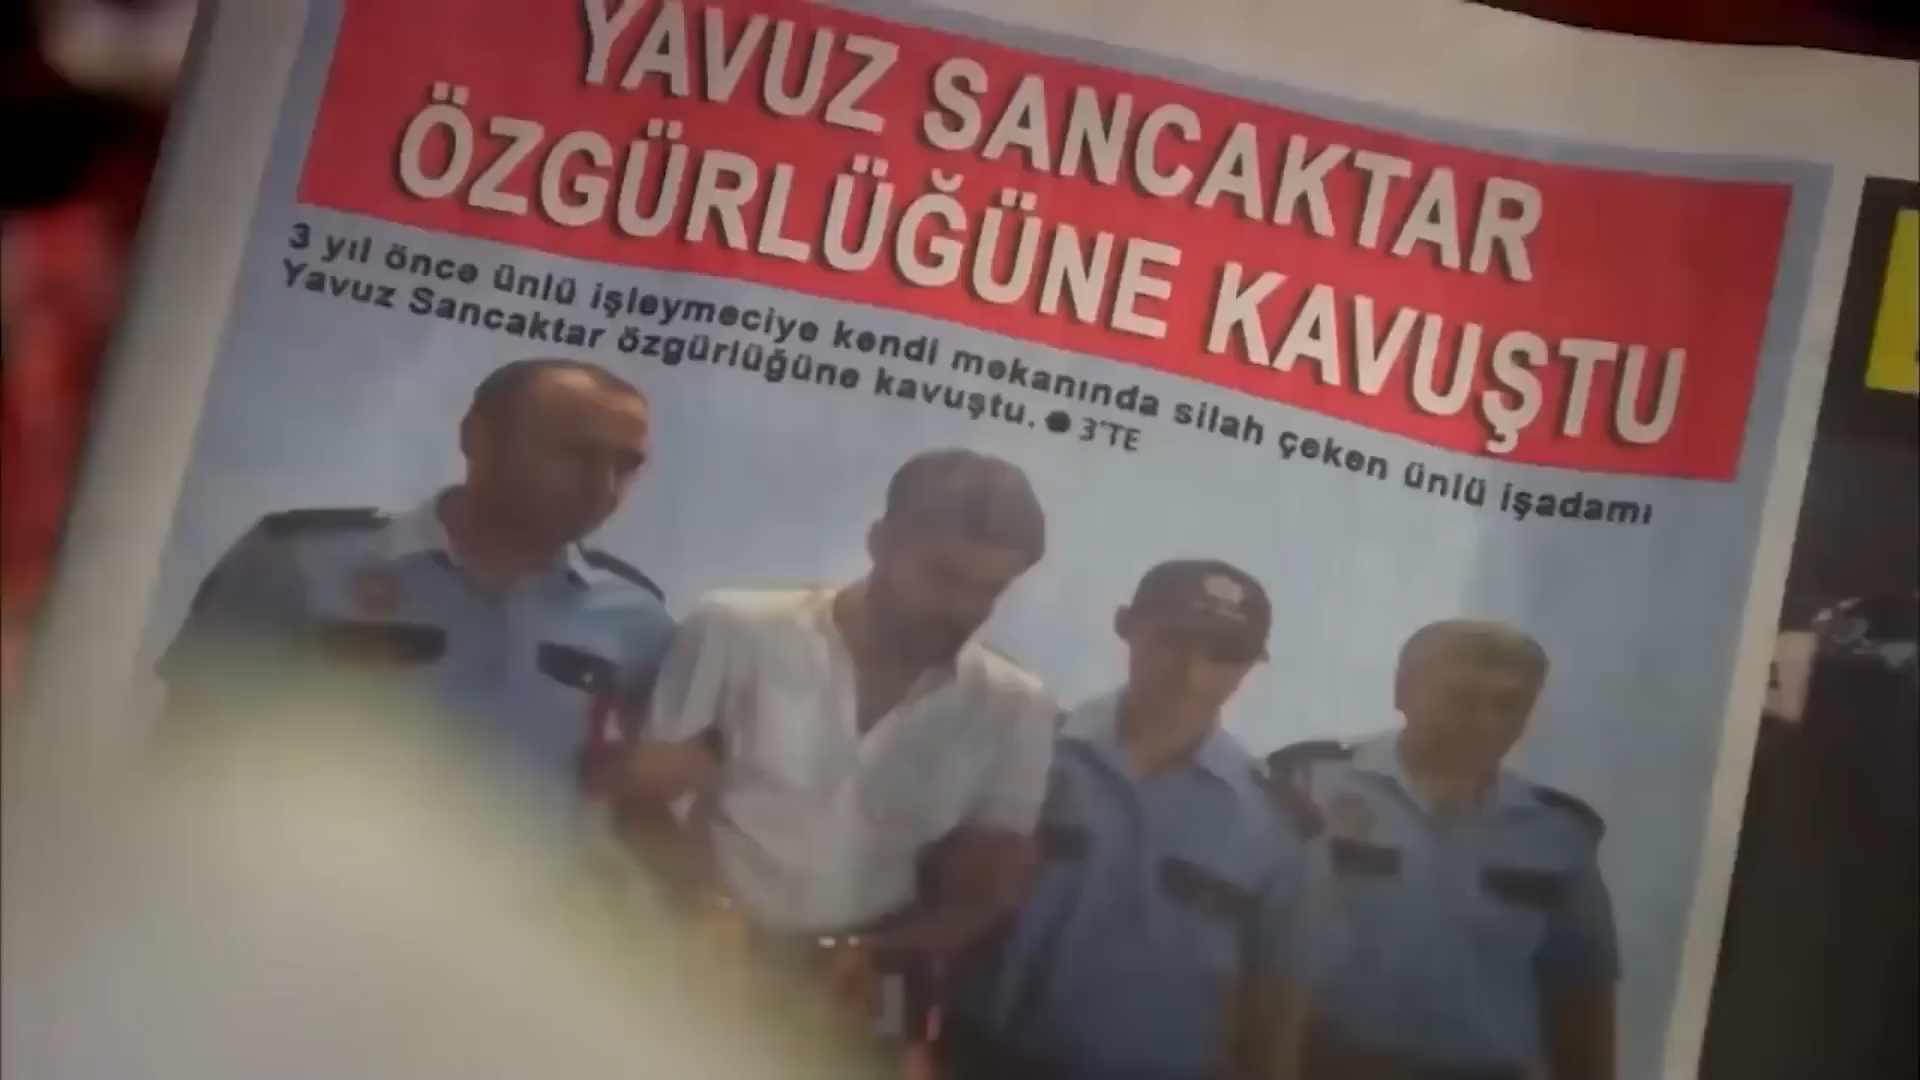 YAVUZ SANCAKTAR
ÖZGÜRLÜĞÜNE KAVUŞTU
3 yıl önce ünlü işleymeciye kendi mekanında silah çeken ünlü işadamı
Yavuz Sancaktar özgürlüğüne kavuştu. ● 3'TE